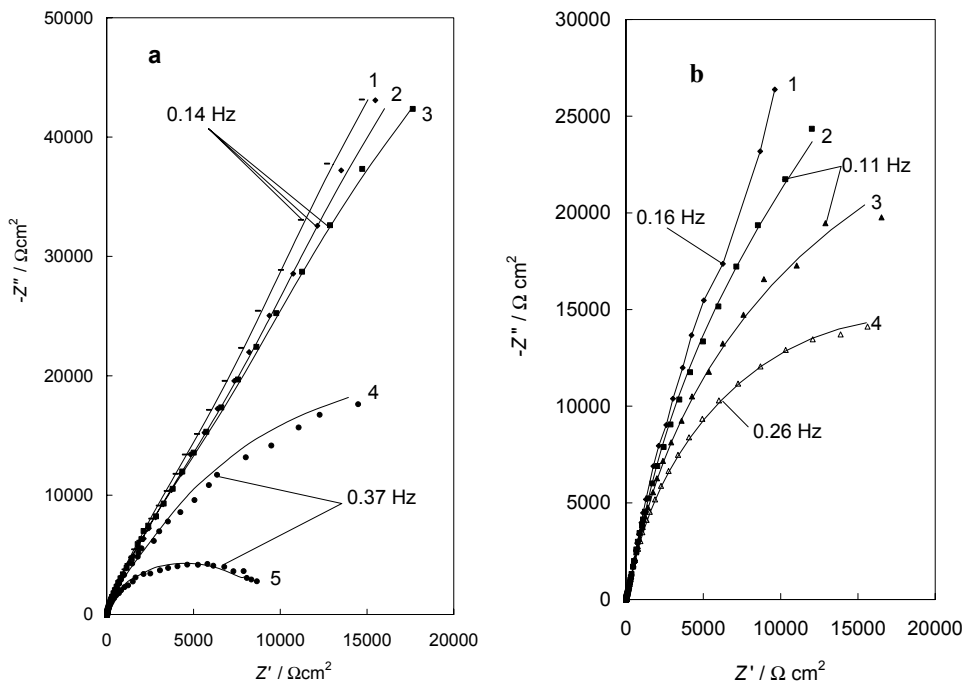 a
50000
40000
30000
20000
10000
0
-Z″ / Ωcm²
0.14 Hz
1
2
3
4
0.37 Hz
5
0 5000 10000 15000 20000
Z′ / Ωcm²
b
30000
25000
20000
15000
10000
5000
0
-Z″ / Ω cm²
1
2
0.11 Hz
0.16 Hz
3
4
0.26 Hz
0 5000 10000 15000 20000
Z′ / Ω cm²